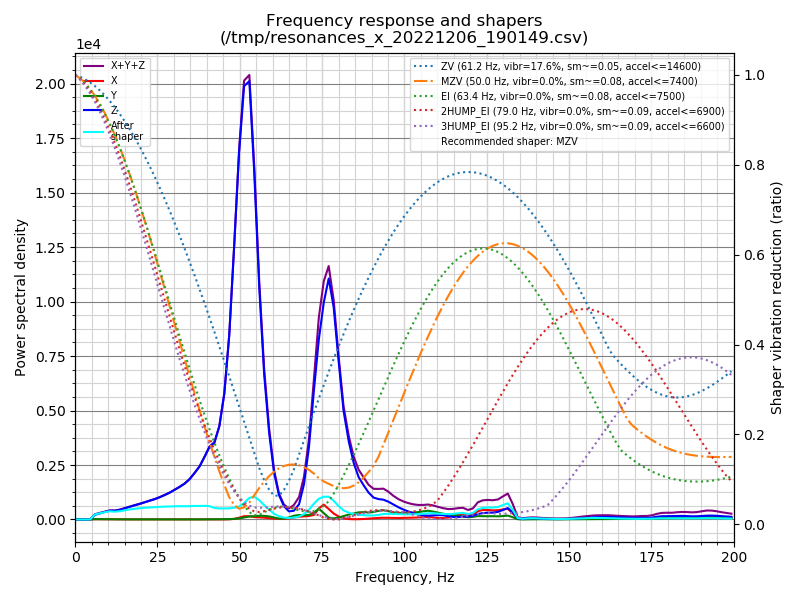 Frequency response and shapers
(/tmp/resonances_x_20221206_190149.csv)
1e4
X+Y+Z
X
Y
Z
After
shaper
ZV (61.2 Hz, vibr=17.6%, sm~=0.05, accel<=14600)
MZV (50.0 Hz, vibr=0.0%, sm~=0.08, accel<=7400)
EI (63.4 Hz, vibr=0.0%, sm~=0.08, accel<=7500)
2HUMP_EI (79.0 Hz, vibr=0.0%, sm~=0.09, accel<=6900)
3HUMP_EI (95.2 Hz, vibr=0.0%, sm~=0.09, accel<=6600)
Recommended shaper: MZV
Power spectral density
2.00
1.75
1.50
1.25
1.00
0.75
0.50
0.25
0.00
1.0
0.8
0.6
0.4
0.2
0.0
Shaper vibration reduction (ratio)
0
25
50
75
100
125
150
175
200
Frequency, Hz